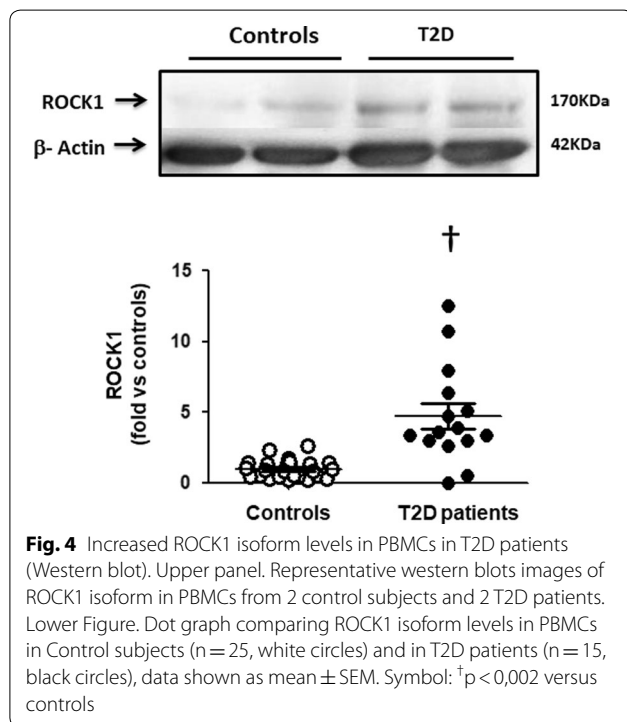 Controls T2D
ROCK1 → 170KDa
β- Actin → 42KDa
†
15
10
5
0
ROCK1
(fold vs controls)
Controls T2D patients
Fig. 4 Increased ROCK1 isoform levels in PBMCs in T2D patients
(Western blot). Upper panel. Representative western blots images of
ROCK1 isoform in PBMCs from 2 control subjects and 2 T2D patients.
Lower Figure. Dot graph comparing ROCK1 isoform levels in PBMCs
in Control subjects (n = 25, white circles) and in T2D patients (n = 15,
black circles), data shown as mean ± SEM. Symbol: †p < 0,002 versus
controls